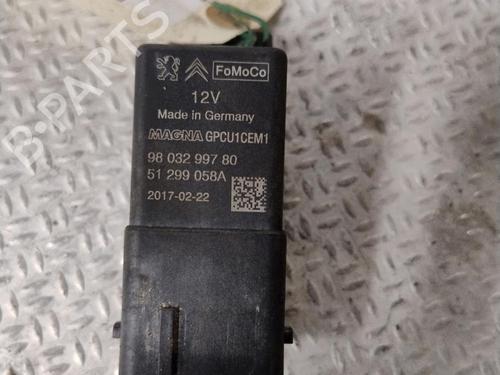 FoMoCo
12V
Made in Germany
MAGNA GPCU1CEM1
98 032 997 80
51 299 058A
2017-02-22
B-PARTS